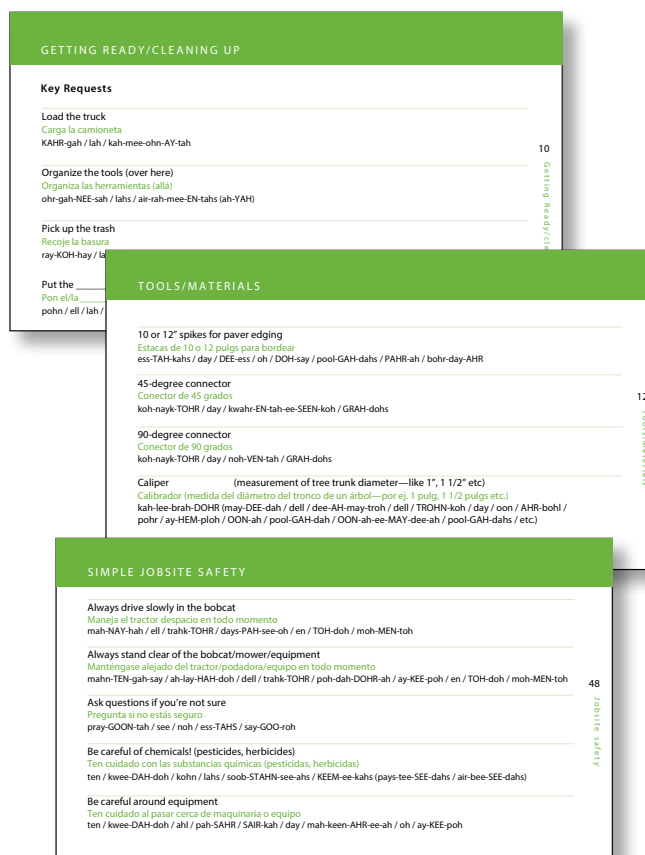 GETTING READY/CLEANING UP
Key Requests
Load the truck
Carga la camioneta
KAHR-gah / lah / kah-mee-ohn-AY-tah
Organize the tools (over here)
Organiza las herramientas (allá)
ohr-gah-NEE-sah / lahs / air-rah-mee-EN-tahs (ah-YAH)
Pick up the trash
Recoje la basura
ray-KOH-hay / la
Put the ______
Pon el/la ______
pohn / ell / lah /
10
Getting Ready/cle
TOOLS/MATERIALS
10 or 12" spikes for paver edging
Estacas de 10 o 12 pulgs para bordear
ess-TAH-kahs / day / DEE-ess / oh / DOH-say / pool-GAH-dahs / PAHR-ah / bohr-day-AHR
45-degree connector
Conector de 45 grados
koh-nayk-TOHR / day / kwahr-EN-tah-ee-SEEN-koh / GRAH-dohs
90-degree connector
Conector de 90 grados
koh-nayk-TOHR / day / noh-VEN-tah / GRAH-dohs
Caliper (measurement of tree trunk diameter—like 1", 1 1/2" etc)
Calibrador (medida del diámetro del tronco de un árbol—por ej, 1 pulg, 1 1/2 pulgs etc.)
kah-lee-brah-DOHR (may-DEE-dah / dell / dee-AH-may-troh / dell / TROHN-koh / day / oon / AHR-bohl /
pohr / ay-HEM-ploh / OON-ah / pool-GAH-dah / OON-ah-ee-MAY-dee-ah / pool-GAH-dahs / etc.)
12
SIMPLE JOBSITE SAFETY
Always drive slowly in the bobcat
Maneja el tractor despacio en todo momento
mah-NAY-hah / ell / trahk-TOHR / days-PAH-see-oh / en / TOH-doh / moh-MEN-toh
Always stand clear of the bobcat/mower/equipment
Manténgase alejado del tractor/podadora/equipo en todo momento
mahn-TEN-gah-say / ah-lay-HAH-doh / dell / trahk-TOHR / poh-dah-DOHR-ah / ay-KEE-poh / en / TOH-doh / moh-MEN-toh
Ask questions if you're not sure
Pregunta si no estás seguro
pray-GOON-tah / see / noh / ess-TAHS / say-GOO-roh
Be careful of chemicals! (pesticides, herbicides)
Ten cuidado con las substancias químicas (pesticidas, herbicidas)
ten / kwee-DAH-doh / kohn / lahs / soob-STAHN-see-ahs / KEEM-ee-kahs (pays-tee-SEE-dahs / air-bee-SEE-dahs)
Be careful around equipment
Ten cuidado al pasar cerca de maquinaria o equipo
ten / kwee-DAH-doh / ahl / pah-SAHR / SAIR-kah / day / mah-keen-AHR-ee-ah / oh / ay-KEE-poh
48
Jobsite safety